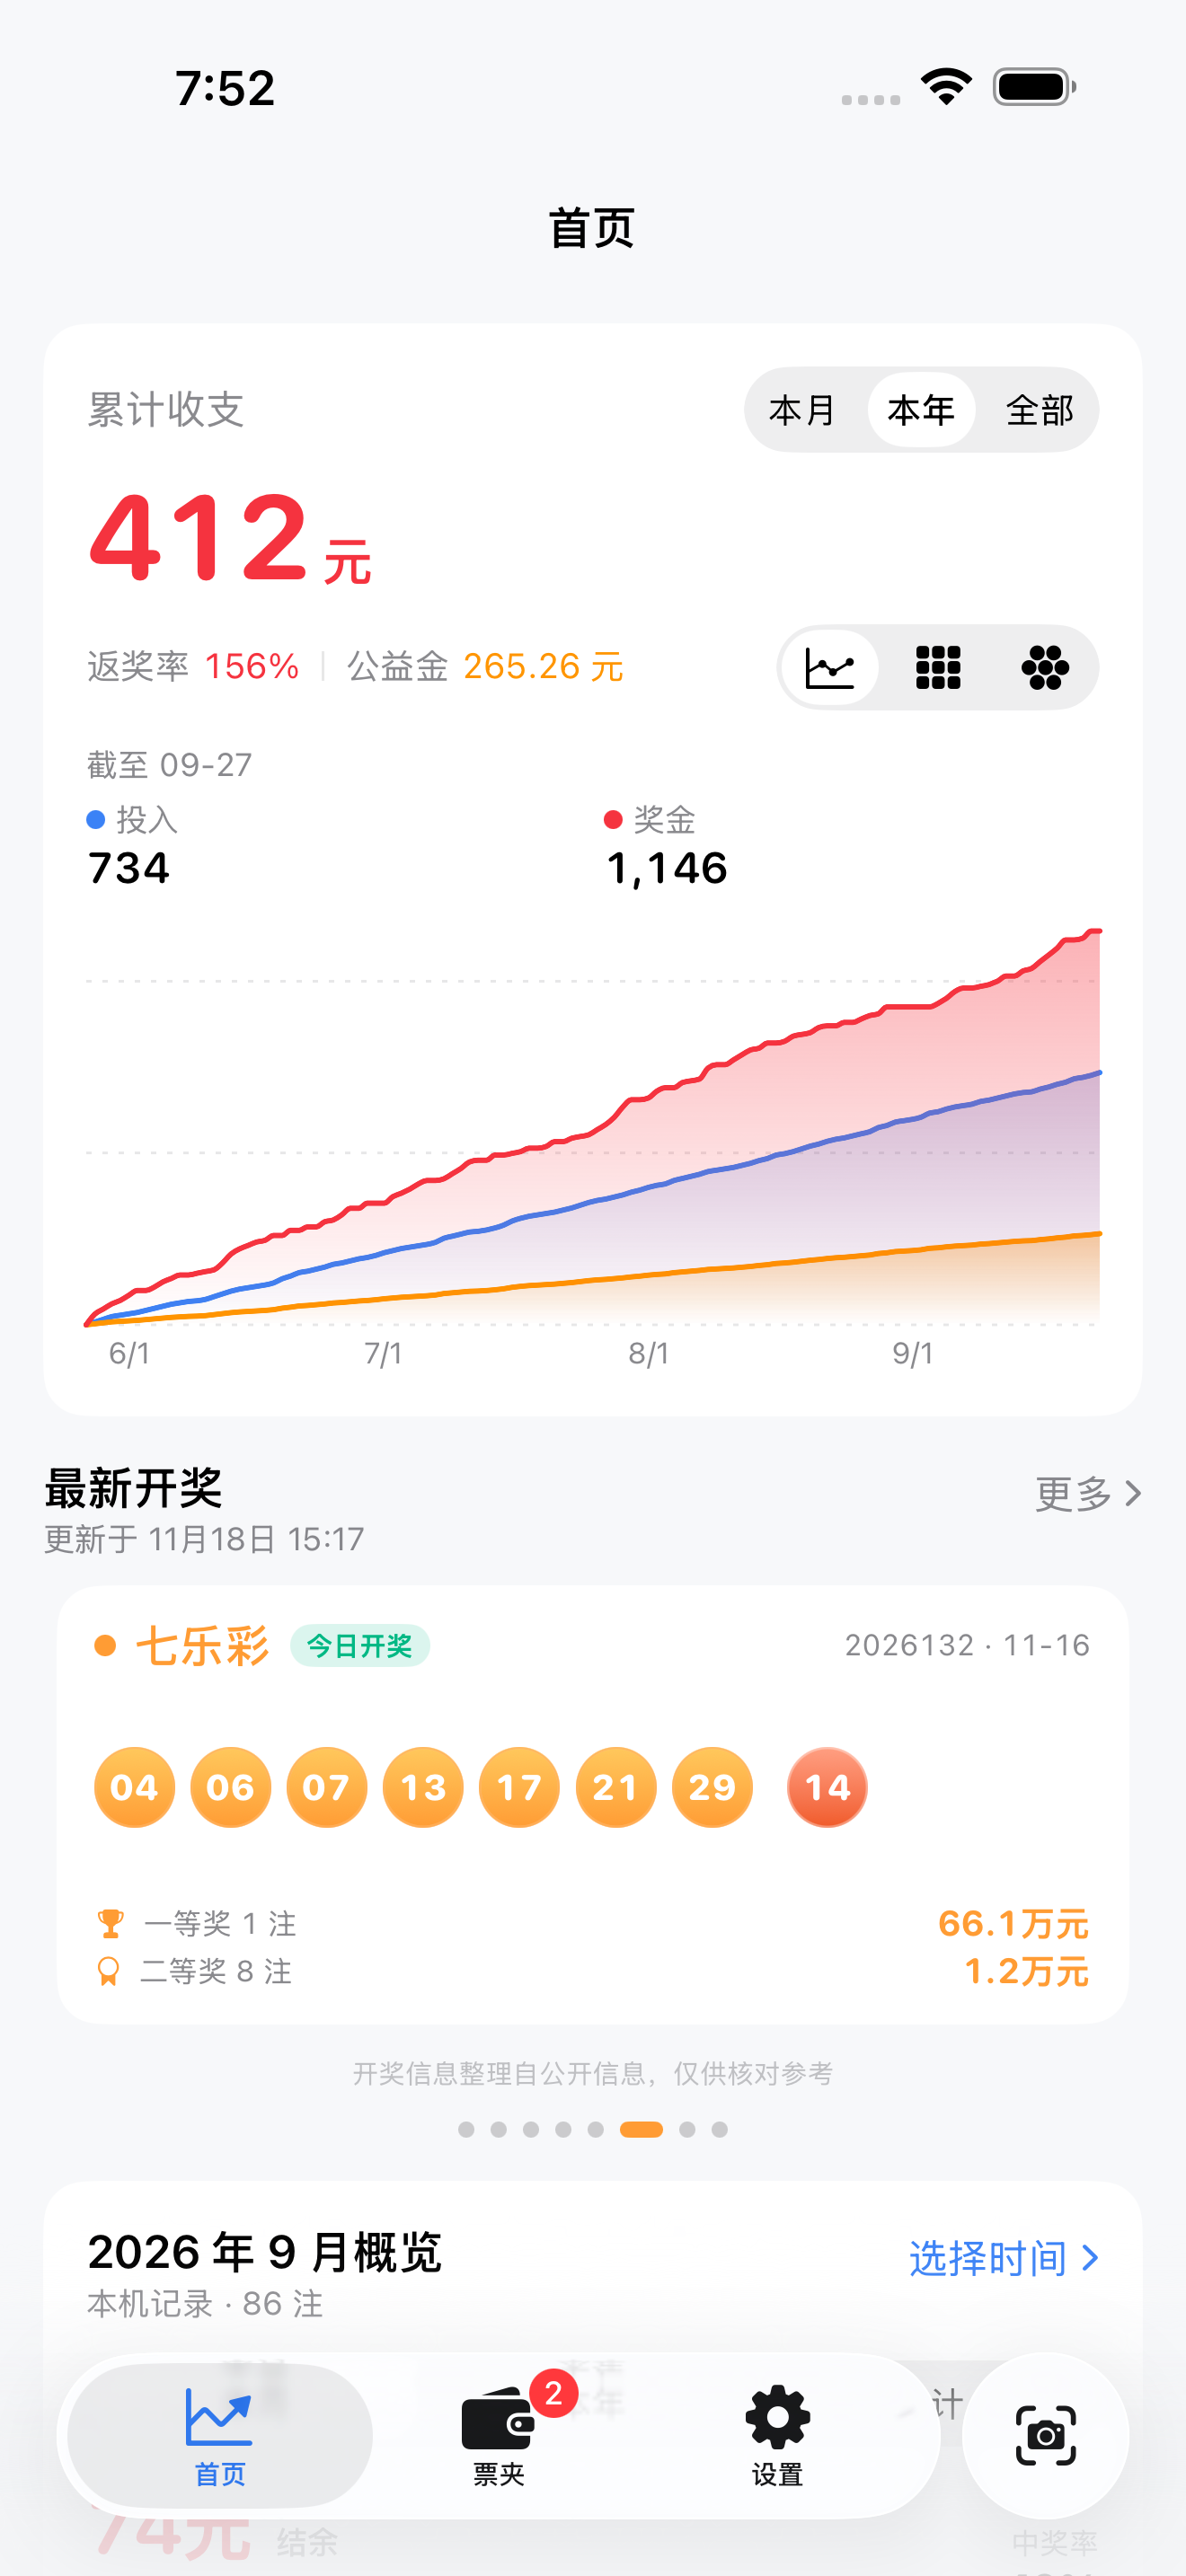 7:52
首页
累计收支
本月 本年 全部
412 元
返奖率 156% 公益金 265.26 元
截至 09-27
投入 奖金
734 1,146
6/1 7/1 8/1 9/1
最新开奖
更多
更新于 11月18日 15:17
七乐彩 今日开奖 2026132 · 11-16
04 06 07 13 17 21 29 14
一等奖 1 注 66.1万元
二等奖 8 注 1.2万元
开奖信息整理自公开信息，仅供核对参考
2026 年 9 月概览
选择时间
本机记录 · 86 注
2
计
首页 票夹 设置
74元 结余 中奖率